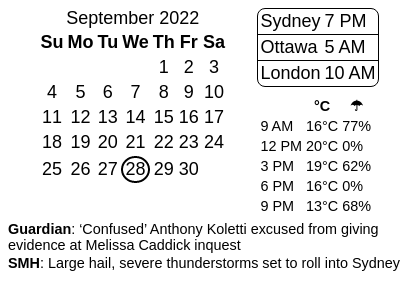 September 2022
Su Mo Tu We Th Fr Sa
1 2 3
4 5 6 7 8 9 10
11 12 13 14 15 16 17
18 19 20 21 22 23 24
25 26 27 28 29 30
Sydney 7 PM
Ottawa 5 AM
London 10 AM
°C ☂
9 AM 16°C 77%
12 PM 20°C 0%
3 PM 19°C 62%
6 PM 16°C 0%
9 PM 13°C 68%
Guardian: ‘Confused’ Anthony Koletti excused from giving
evidence at Melissa Caddick inquest
SMH: Large hail, severe thunderstorms set to roll into Sydney